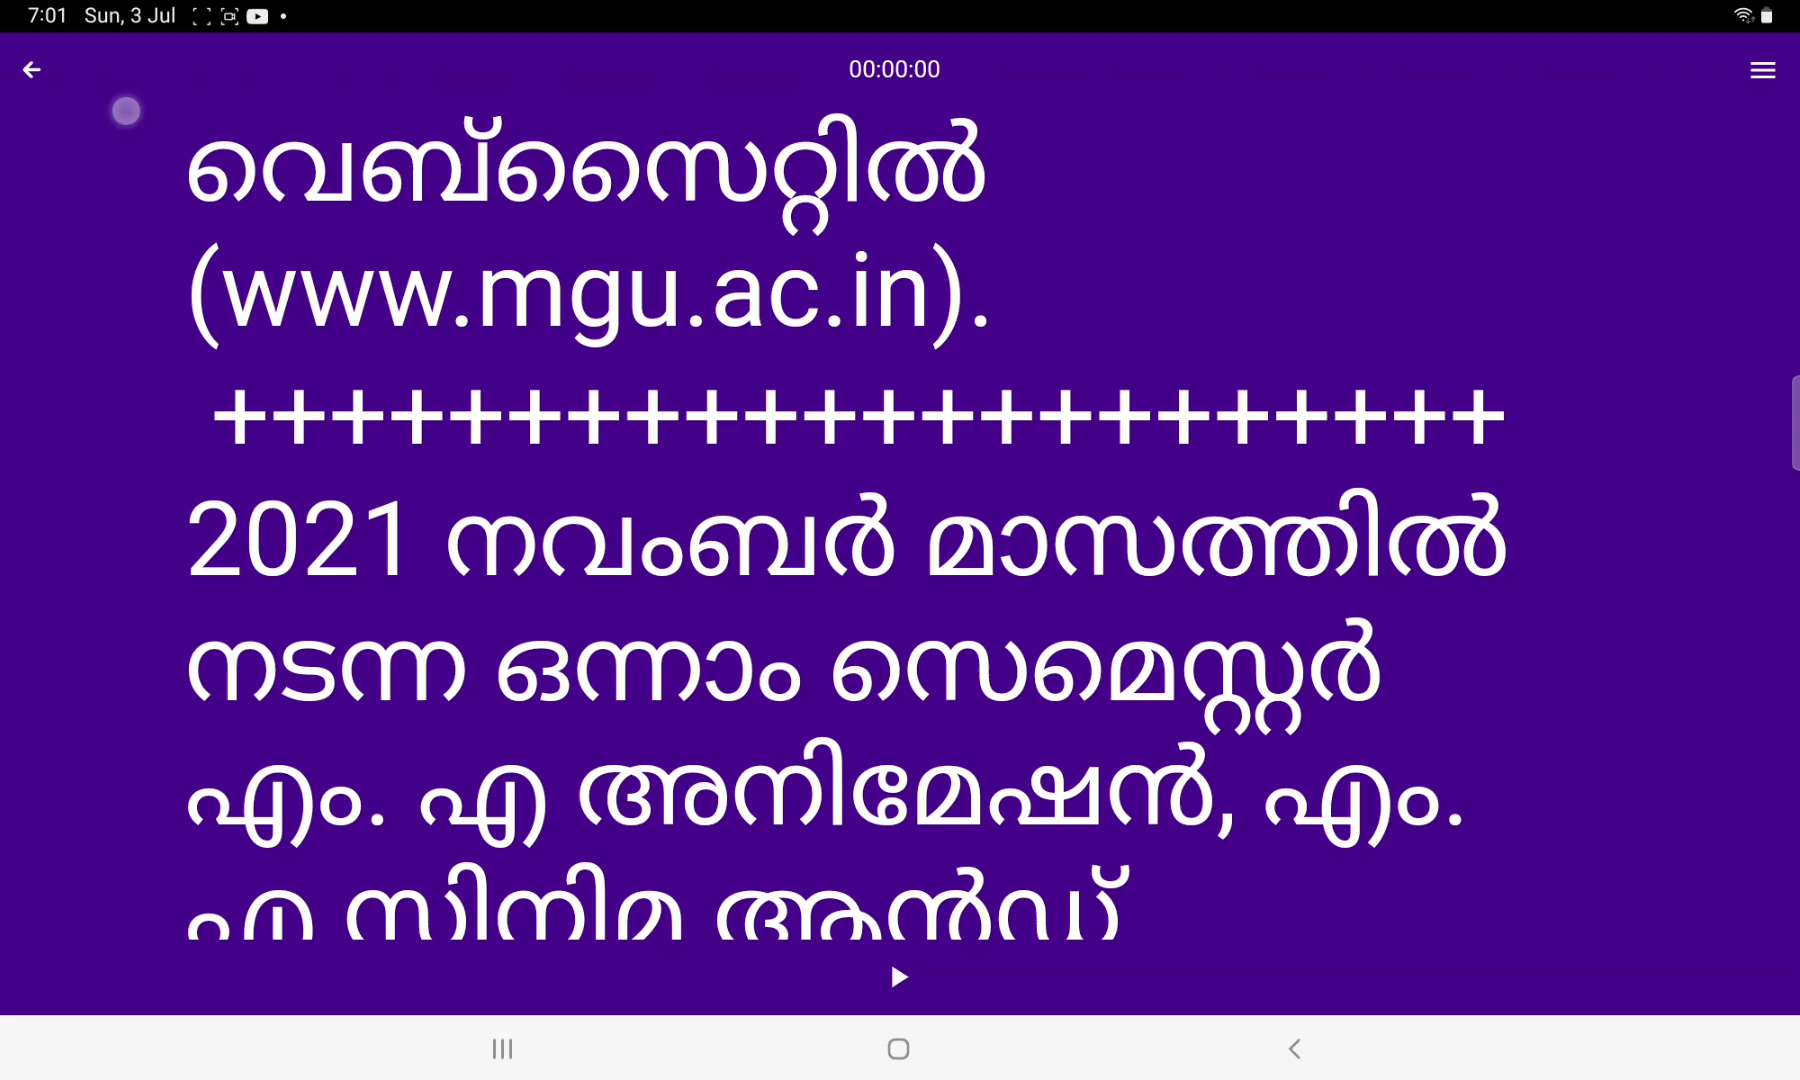 7:01 Sun, 3 Jul
00:00:00
വെബ്സൈറ്റിൽ
(www.mgu.ac.in).
++++++++++++++++++++++
2021 നവംബർ മാസത്തിൽ
നടന്ന ഒന്നാം സെമെസ്റ്റർ
എം. എ അനിമേഷൻ, എം.
എ സിനിമ ആൻഡ്